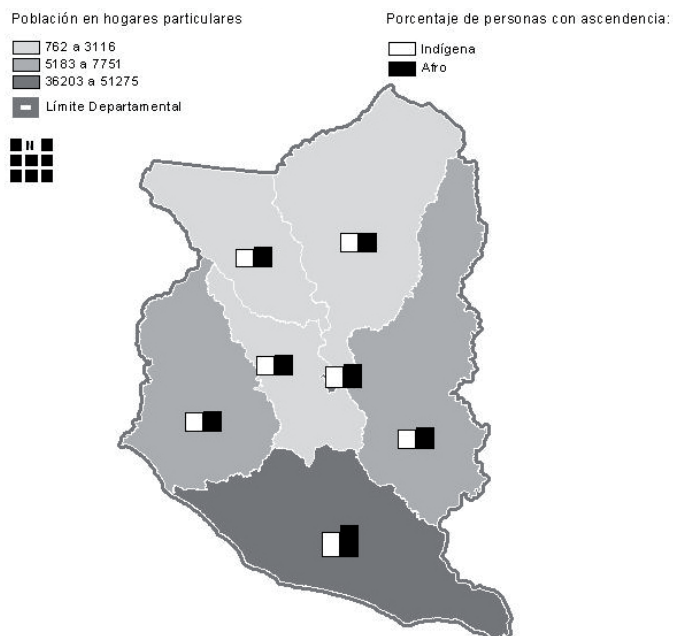 Población en hogares particulares
762 a 3116
5183 a 7751
36203 a 51275
Límite Departamental
N
Porcentaje de personas con ascendencia:
Indígena
Afro